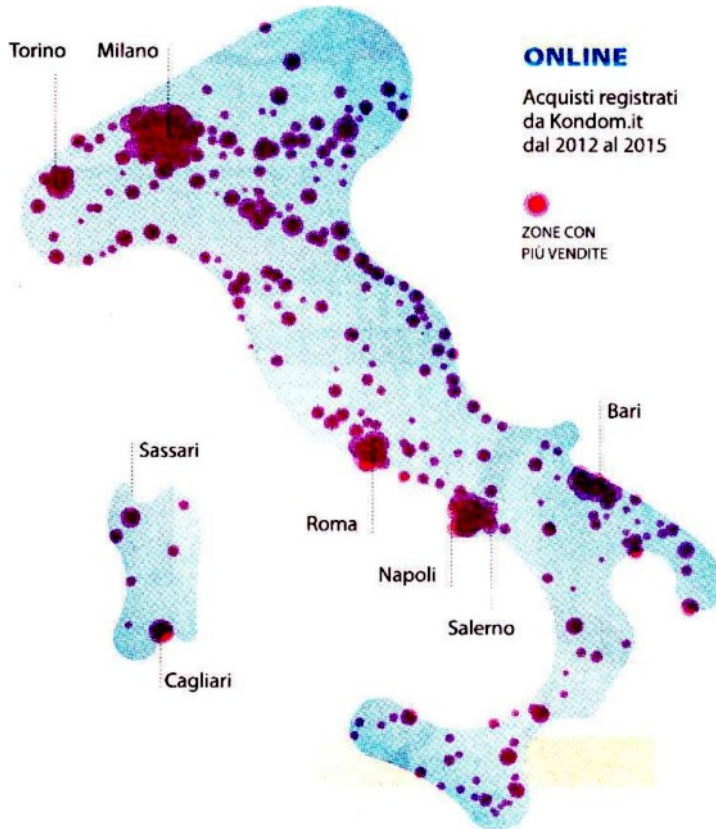 Torino
Milano
ONLINE
Acquisti registrati
da Kondom.it
dal 2012 al 2015
ZONE CON
PIÙ VENDITE
Bari
Sassari
Roma
Napoli
Salerno
Cagliari